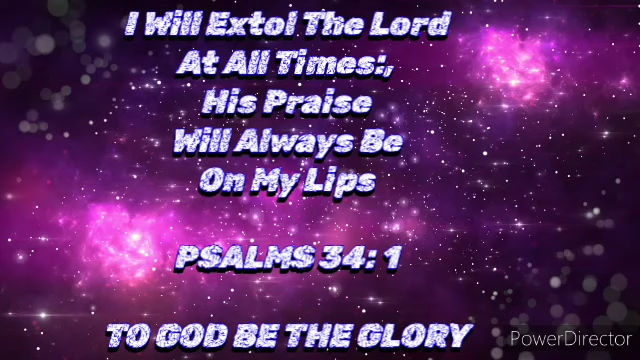 I Will Extol The Lord
At All Times:,
His Praise
Will Always Be
On My Lips
PSALMS 34: 1
TO GOD BE THE GLORY
PowerDirector